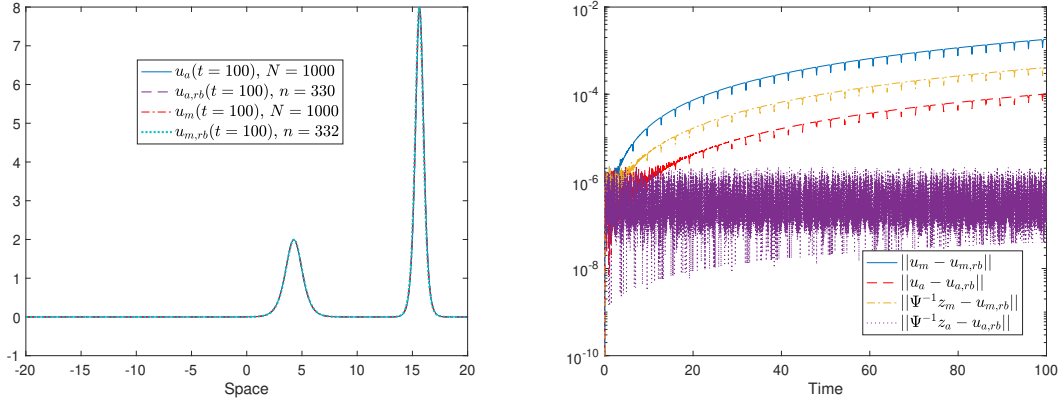 8
7
6
5
4
3
2
1
0
-1
-20 -15 -10 -5 0 5 10 15 20
Space
u_a(t = 100), N = 1000
u_{a,rb}(t = 100), n = 330
u_m(t = 100), N = 1000
u_{m,rb}(t = 100), n = 332
10^{-2}
10^{-4}
10^{-6}
10^{-8}
10^{-10}
0 20 40 60 80 100
Time
||u_m − u_{m,rb}||
||u_a − u_{a,rb}||
||Ψ^{-1}z_m − u_{m,rb}||
||Ψ^{-1}z_a − u_{a,rb}||